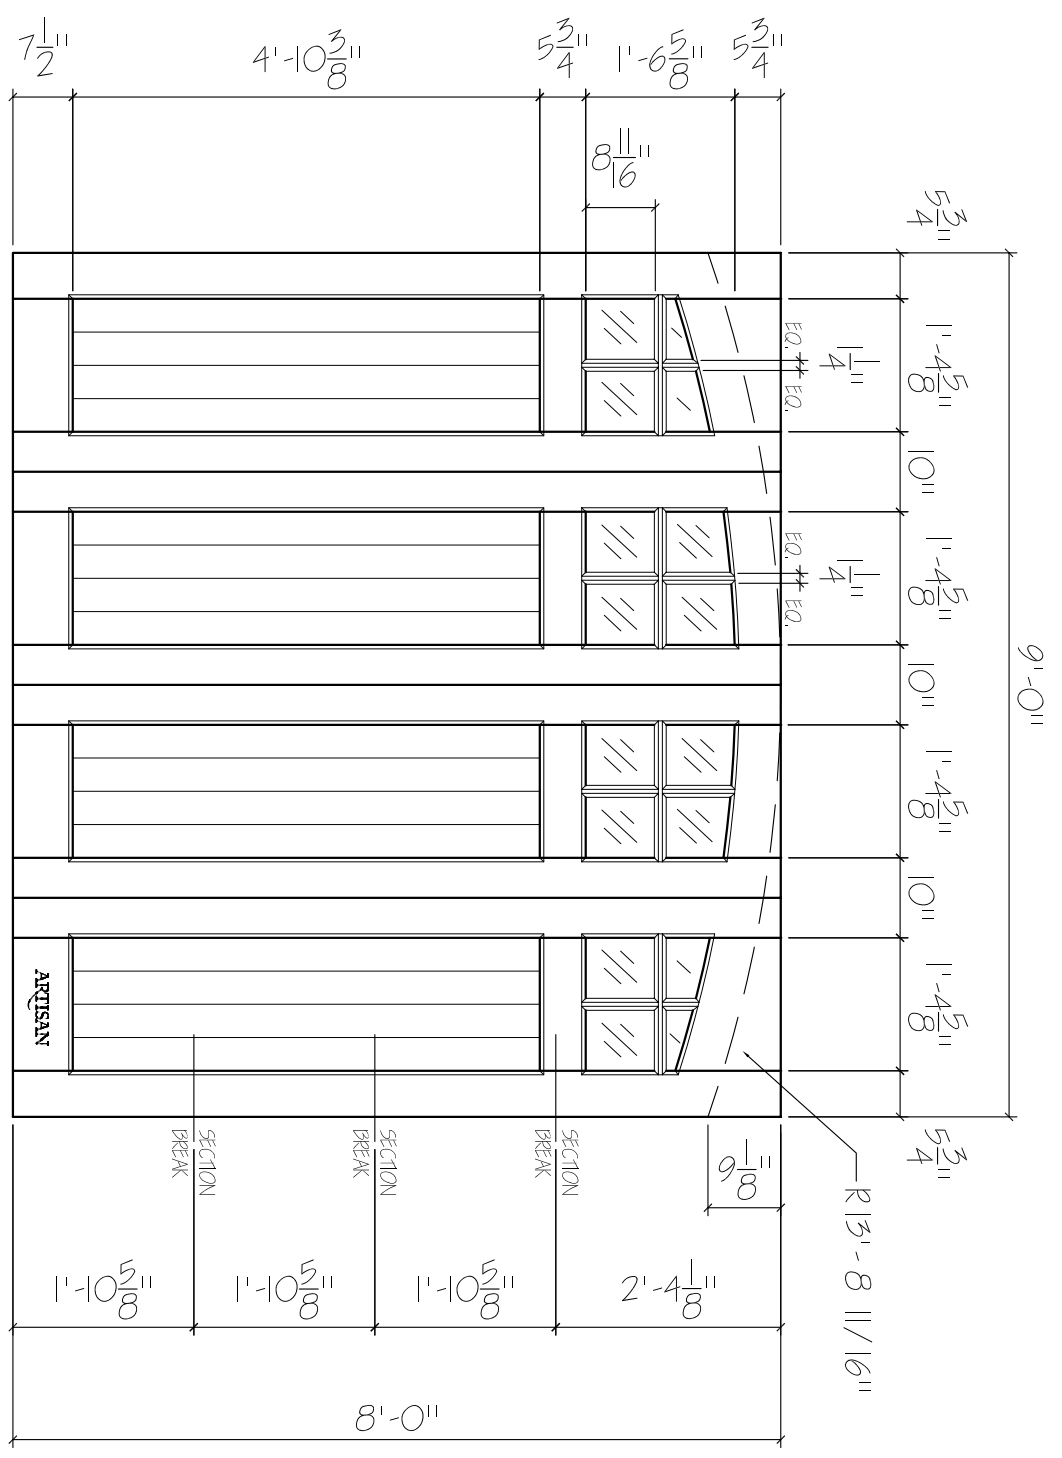 7 1/2"
4'-10 3/8"
5 3/4"
1'-6 5/8"
5 3/4"
8 11/16"
5 3/4"
1'-4 5/8"
10"
1'-4 5/8"
10"
1'-4 5/8"
10"
1'-4 5/8"
5 3/4"
9'-0"
EQ.
EQ.
1 1/4"
EQ.
EQ.
1 1/4"
ARTISAN
SECTION
BREAK
SECTION
BREAK
SECTION
BREAK
9 1/8"
R 13'-8 11/16"
1'-10 5/8"
1'-10 5/8"
1'-10 5/8"
2'-4 1/8"
8'-0"